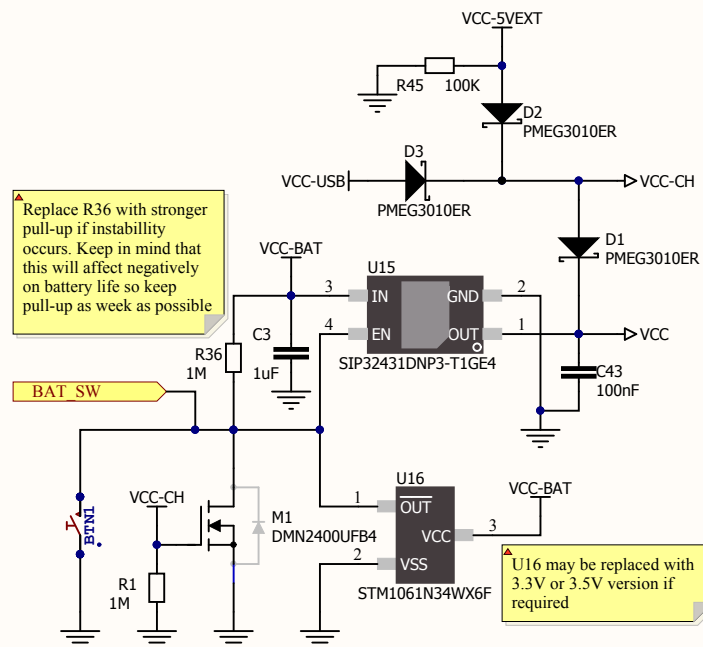 VCC-5VEXT
R45 100K
D2
PMEG3010ER
D3
VCC-USB
VCC-CH
PMEG3010ER
Replace R36 with stronger
pull-up if instabillity
occurs. Keep in mind that
this will affect negatively
on battery life so keep
pull-up as week as possible
D1
PMEG3010ER
VCC-BAT
U15
3 IN GND 2
4 EN OUT 1
VCC
SIP32431DNP3-T1GE4
R36
1M
C3
1uF
C43
100nF
BAT_SW
U16
VCC-BAT
1 OUT
VCC 3
2 VSS
STM1061N34WX6F
VCC-CH
M1
DMN2400UFB4
BTN1
R1
1M
U16 may be replaced with
3.3V or 3.5V version if
required